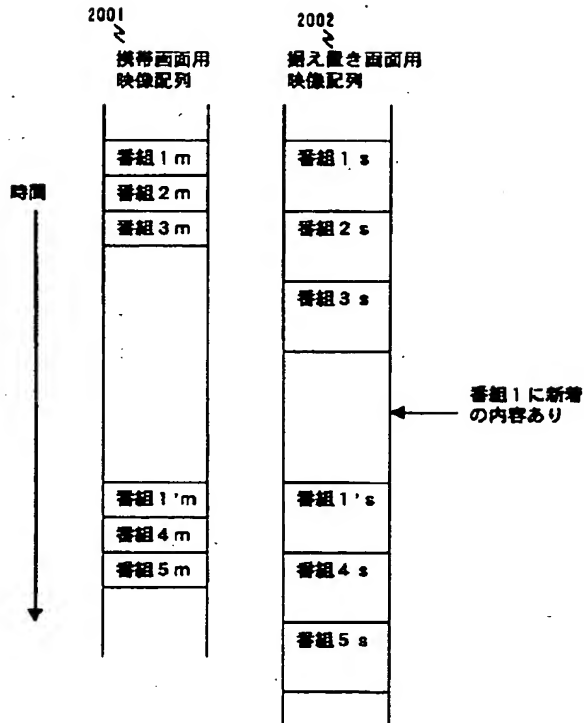 2001
携帯画面用
映像配列
2002
据え置き画面用
映像配列
時間
番組1m
番組2m
番組3m
番組1'm
番組4m
番組5m
番組1s
番組2s
番組3s
番組1's
番組4s
番組5s
番組1に新着
の内容あり